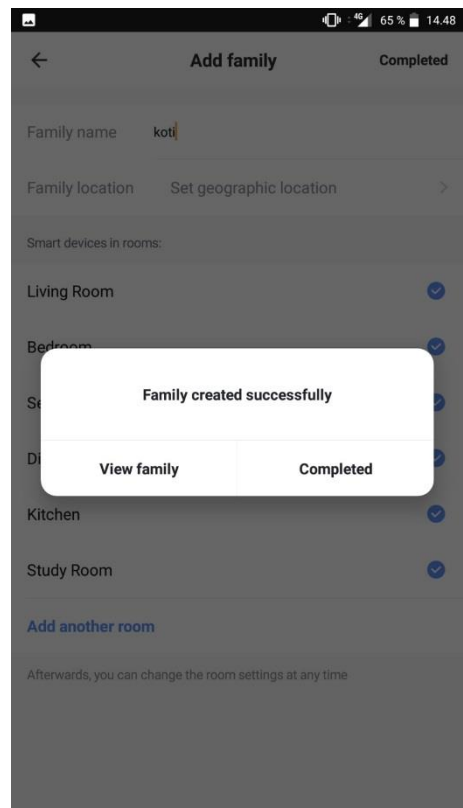 4G 65 % 14.48
Add family Completed
Family name koti
Family location Set geographic location
Smart devices in rooms:
Living Room
Bedroom
Family created successfully
View family Completed
Kitchen
Study Room
Add another room
Afterwards, you can change the room settings at any time